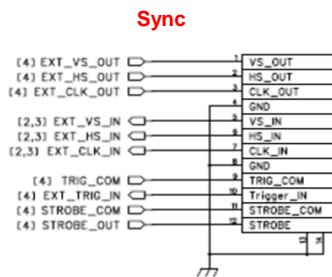 Sync
[4] EXT_VS_OUT 1 VS_OUT
[4] EXT_HS_OUT 2 HS_OUT
[4] EXT_CLK_OUT 3 CLK_OUT
4 GND
[2,3] EXT_VS_IN 5 VS_IN
[2,3] EXT_HS_IN 6 HS_IN
[2,3] EXT_CLK_IN 7 CLK_IN
8 GND
[4] TRIG_COM 9 TRIG_COM
[4] EXT_TRIG_IN 10 Trigger_IN
[4] STROBE_COM 11 STROBE_COM
[4] STROBE_OUT 12 STROBE
13 14